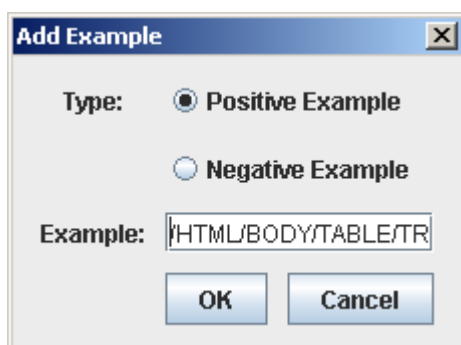 Add Example
Type: Positive Example
Negative Example
Example: /HTML/BODY/TABLE/TR
OK Cancel